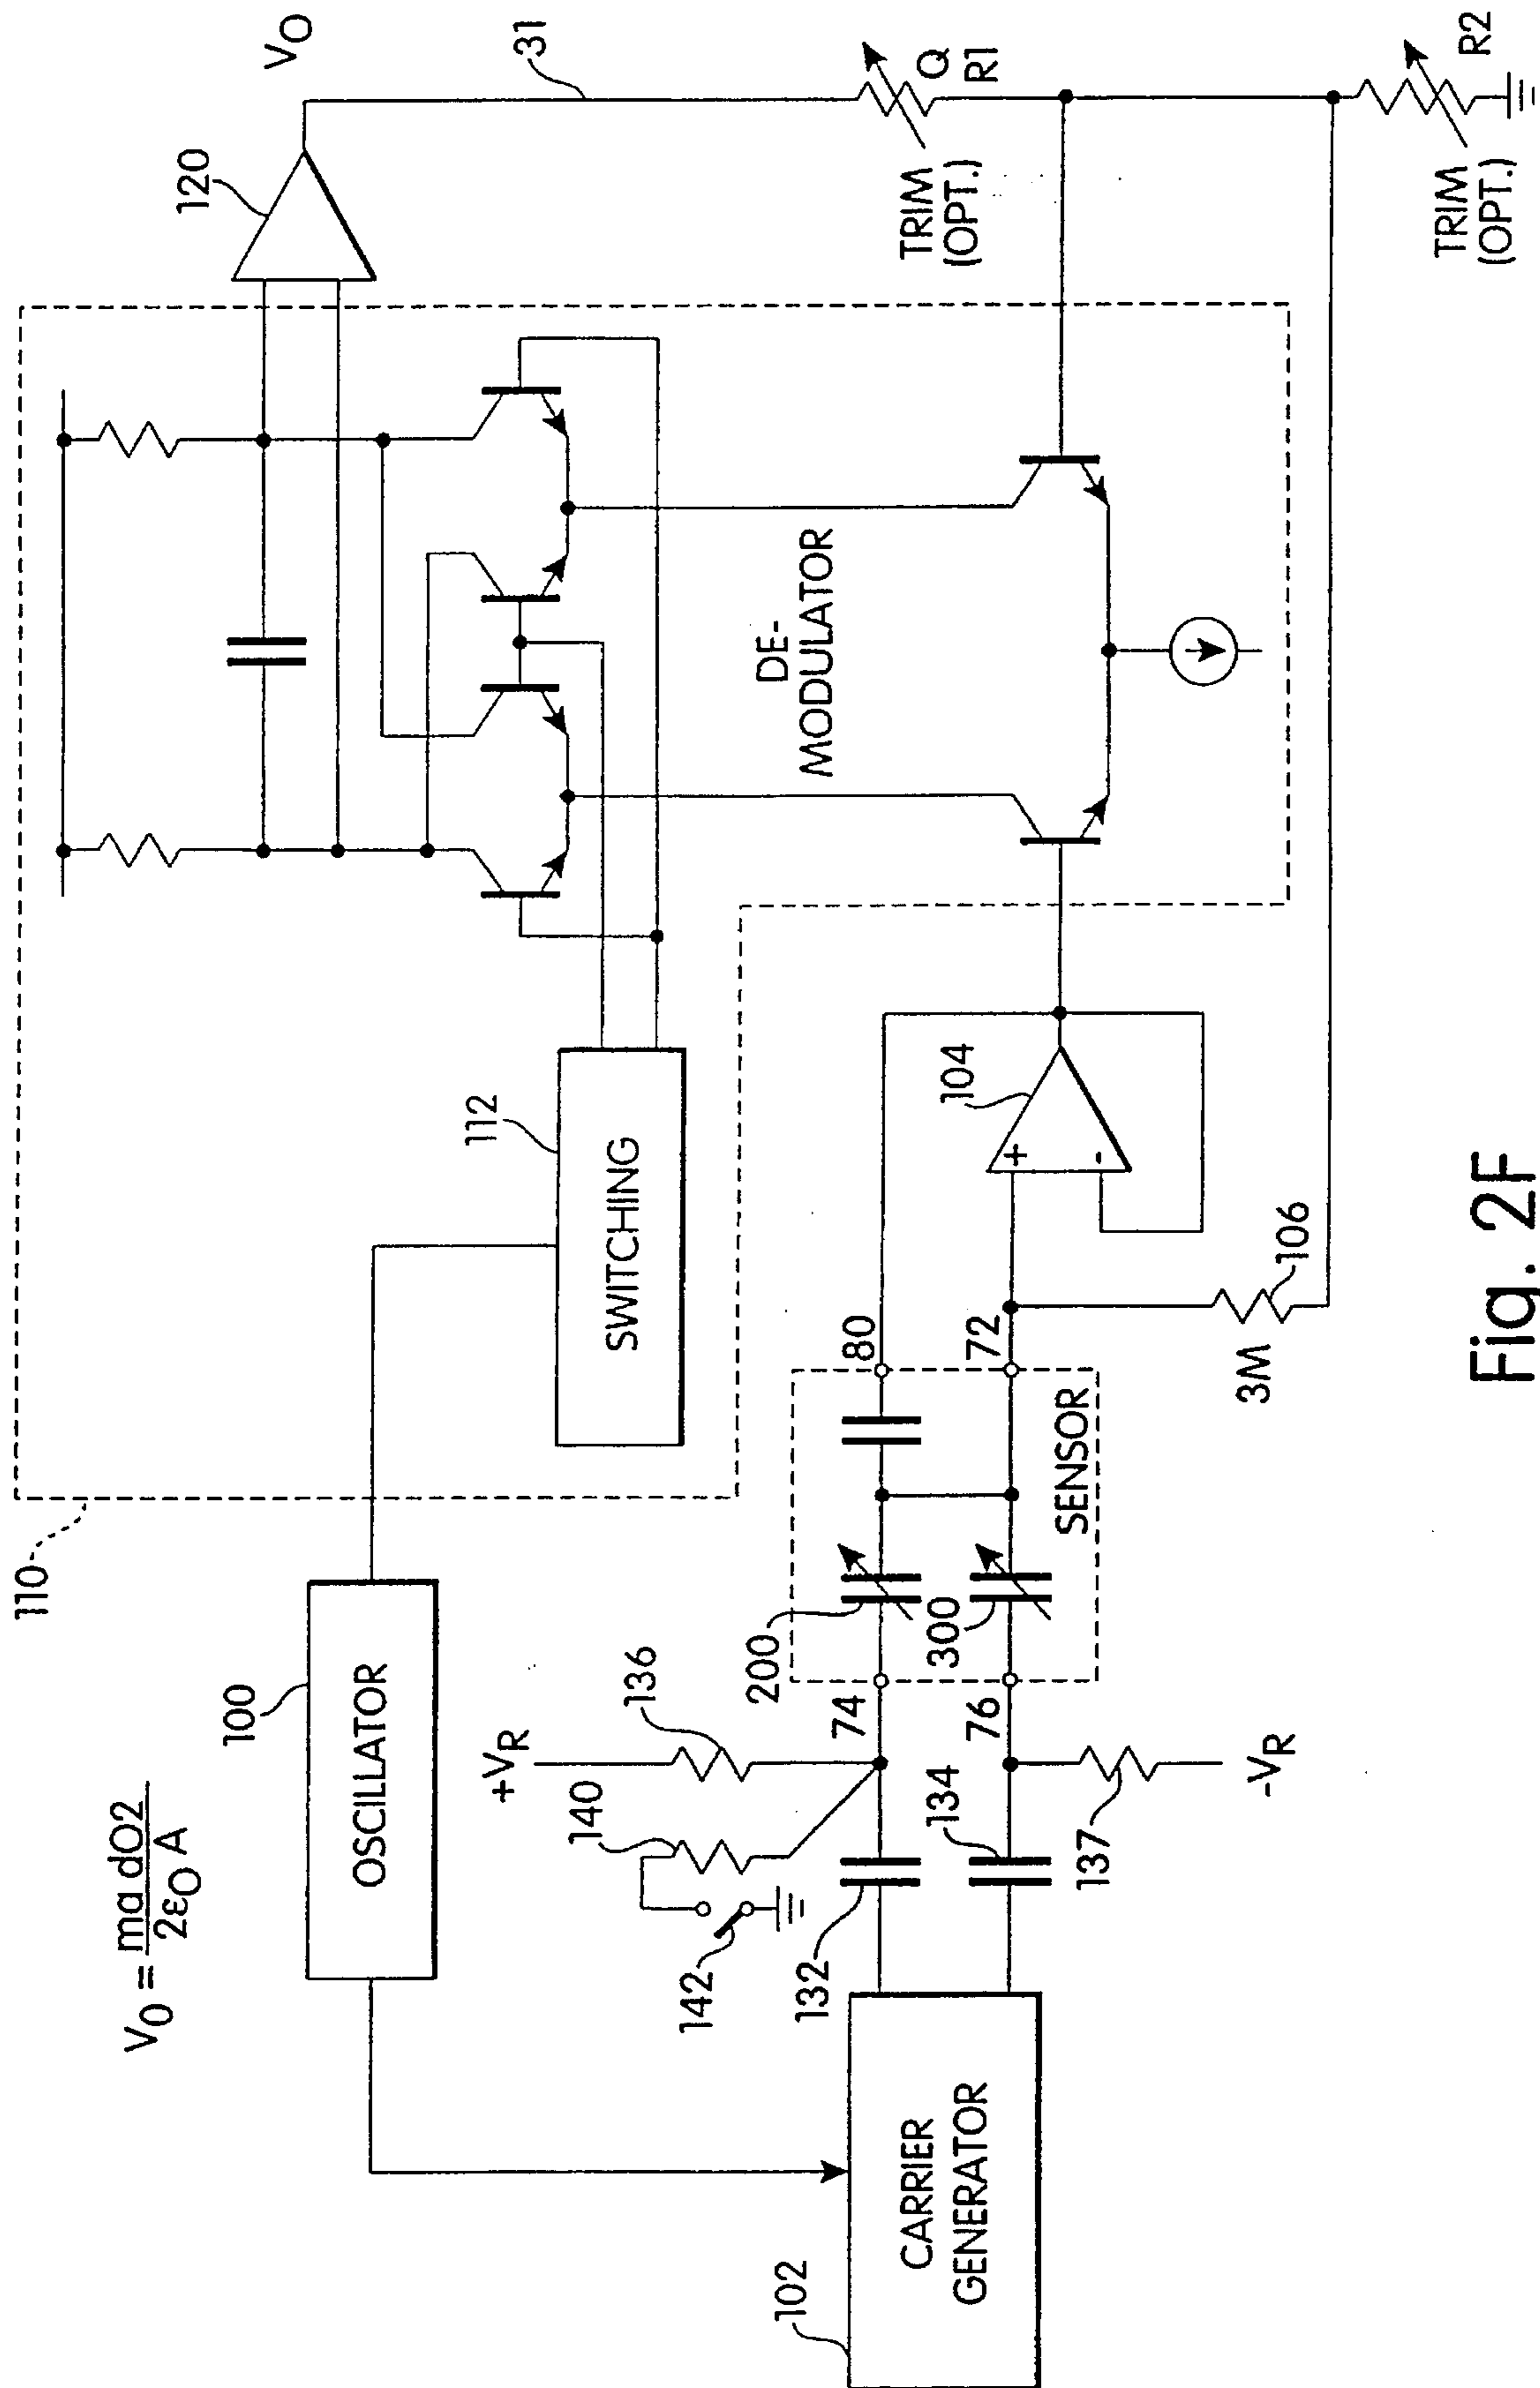 V0 = ma dO2
2εO A
110
100
OSCILLATOR
112
SWITCHING
120
VO
31
DE-
MODULATOR
TRIM
(OPT.)
Q
R1
TRIM
(OPT.)
R2
102
CARRIER
GENERATOR
142
140
+VR
136
132
134
137
-VR
74
76
200
300
SENSOR
80
72
104
+
-
3M
106
Fig. 2F